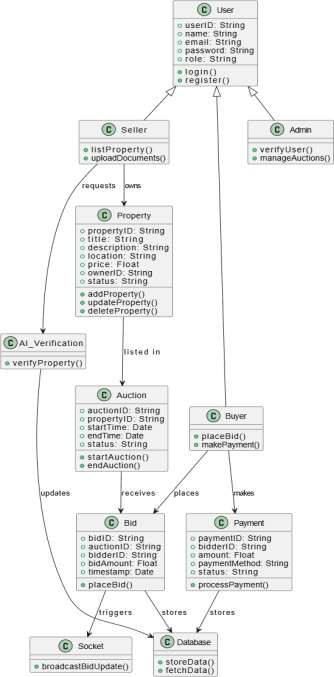 C User
userID: String
name: String
email: String
password: String
role: String
login()
register()
C Seller
listProperty()
uploadDocuments()
C Admin
verifyUser()
manageAuctions()
requests
owns
C Property
propertyID: String
title: String
description: String
location: String
price: Float
ownerID: String
status: String
addProperty()
updateProperty()
deleteProperty()
C AI_Verification
verifyProperty()
listed in
C Auction
auctionID: String
propertyID: String
startTime: Date
endTime: Date
status: String
startAuction()
endAuction()
C Buyer
placeBid()
makePayment()
updates
receives
places
makes
C Bid
bidID: String
auctionID: String
bidderID: String
bidAmount: Float
timestamp: Date
placeBid()
C Payment
paymentID: String
bidderID: String
amount: Float
paymentMethod: String
status: String
processPayment()
triggers
stores
stores
C Socket
broadcastBidUpdate()
C Database
storeData()
fetchData()